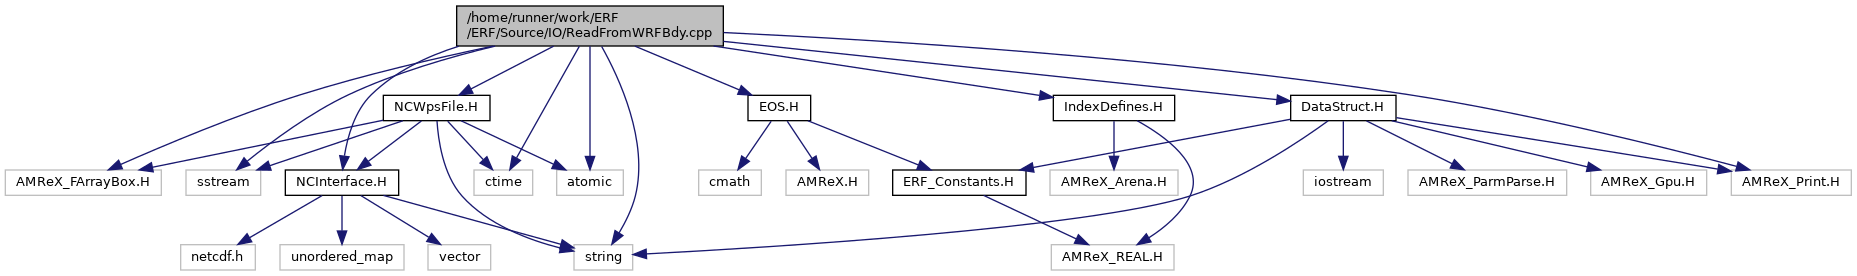 /home/runner/work/ERF
/ERF/Source/IO/ReadFromWRFBdy.cpp
NCWpsFile.H
EOS.H
IndexDefines.H
DataStruct.H
AMReX_FArrayBox.H
sstream
NCInterface.H
ctime
atomic
cmath
AMReX.H
ERF_Constants.H
AMReX_Arena.H
iostream
AMReX_ParmParse.H
AMReX_Gpu.H
AMReX_Print.H
netcdf.h
unordered_map
vector
string
AMReX_REAL.H